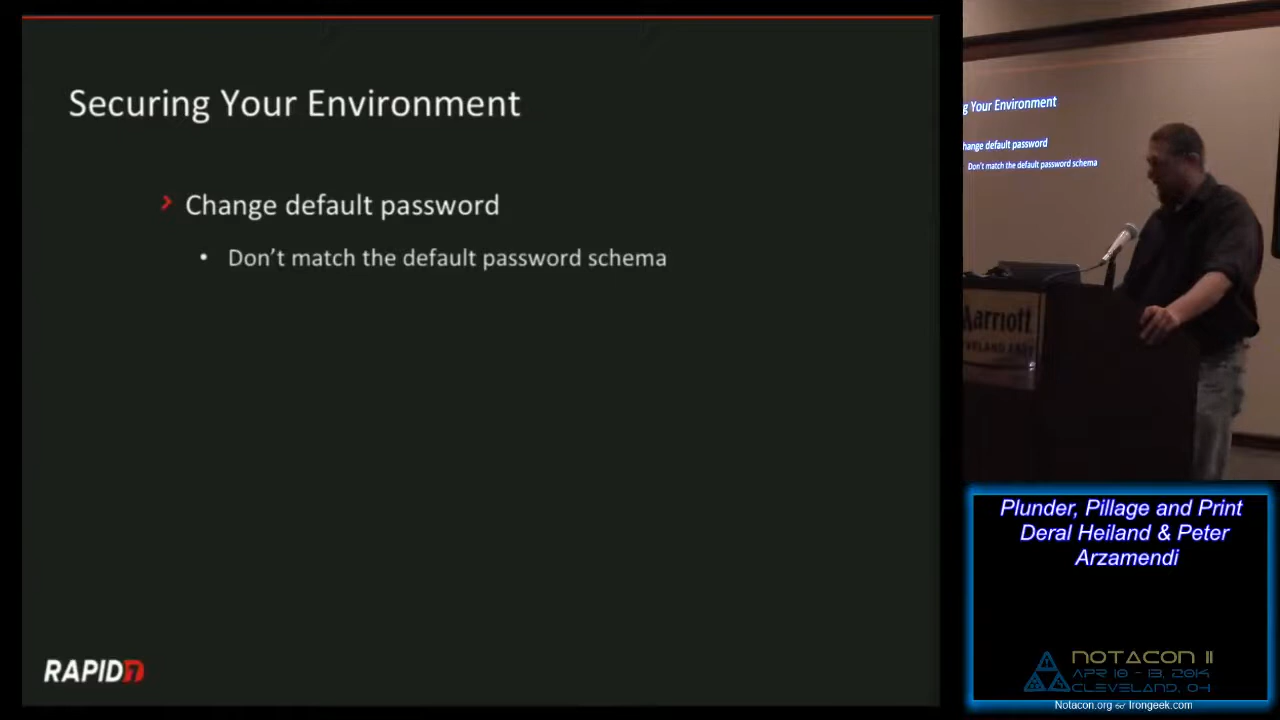 Securing Your Environment
Change default password
• Don't match the default password schema
RAPID7
g Your Environment
hange default password
Don't match the default password schema
Marriott
CLEVELAND EAST
Plunder, Pillage and Print
Deral Heiland & Peter
Arzamendi
NOTACON 11
APR 10 - 13, 2014
CLEVELAND, OH
Notacon.org & Irongeek.com